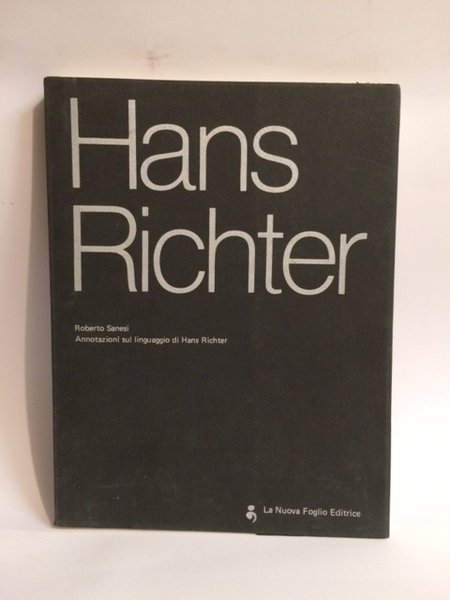 Hans
Richter
Roberto Sanesi
Annotazioni sul linguaggio di Hans Richter
La Nuova Foglio Editrice